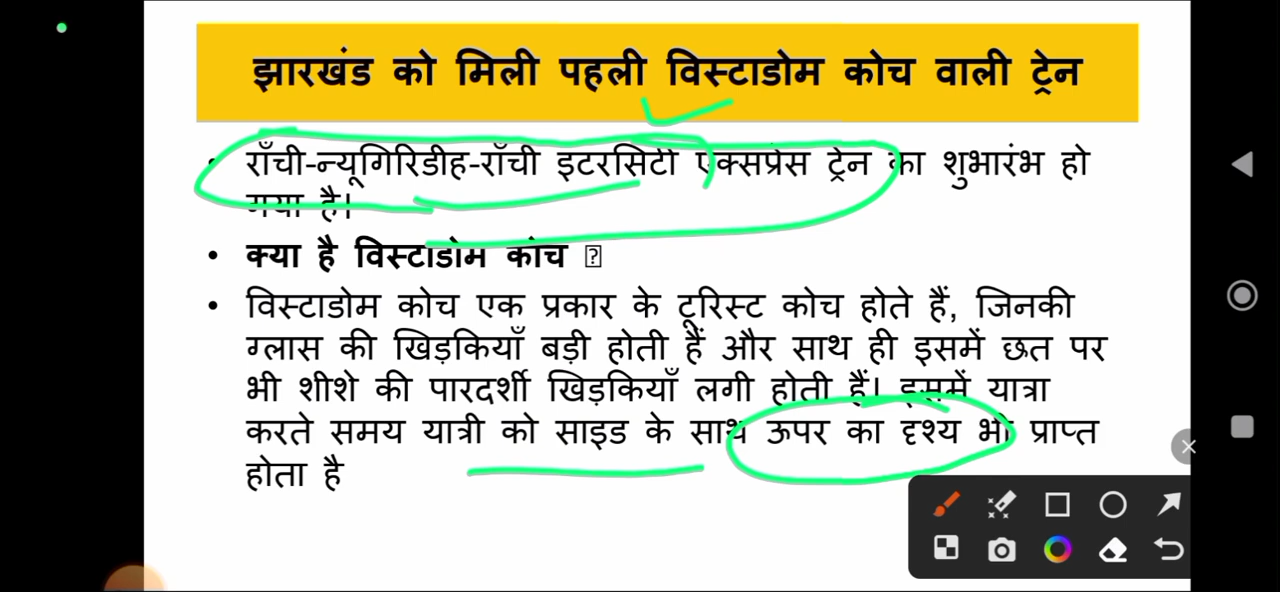 झारखंड को मिली पहली विस्टाडोम कोच वाली ट्रेन
• राँची-न्यूगिरिडीह-राँची इंटरसिटी एक्सप्रेस ट्रेन का शुभारंभ हो
गया है।
• क्या है विस्टाडोम कोच
• विस्टाडोम कोच एक प्रकार के टूरिस्ट कोच होते हैं, जिनकी
ग्लास की खिड़कियाँ बड़ी होती हैं और साथ ही इसमें छत पर
भी शीशे की पारदर्शी खिड़कियाँ लगी होती हैं। इसमें यात्रा
करते समय यात्री को साइड के साथ ऊपर का दृश्य भी प्राप्त
होता है